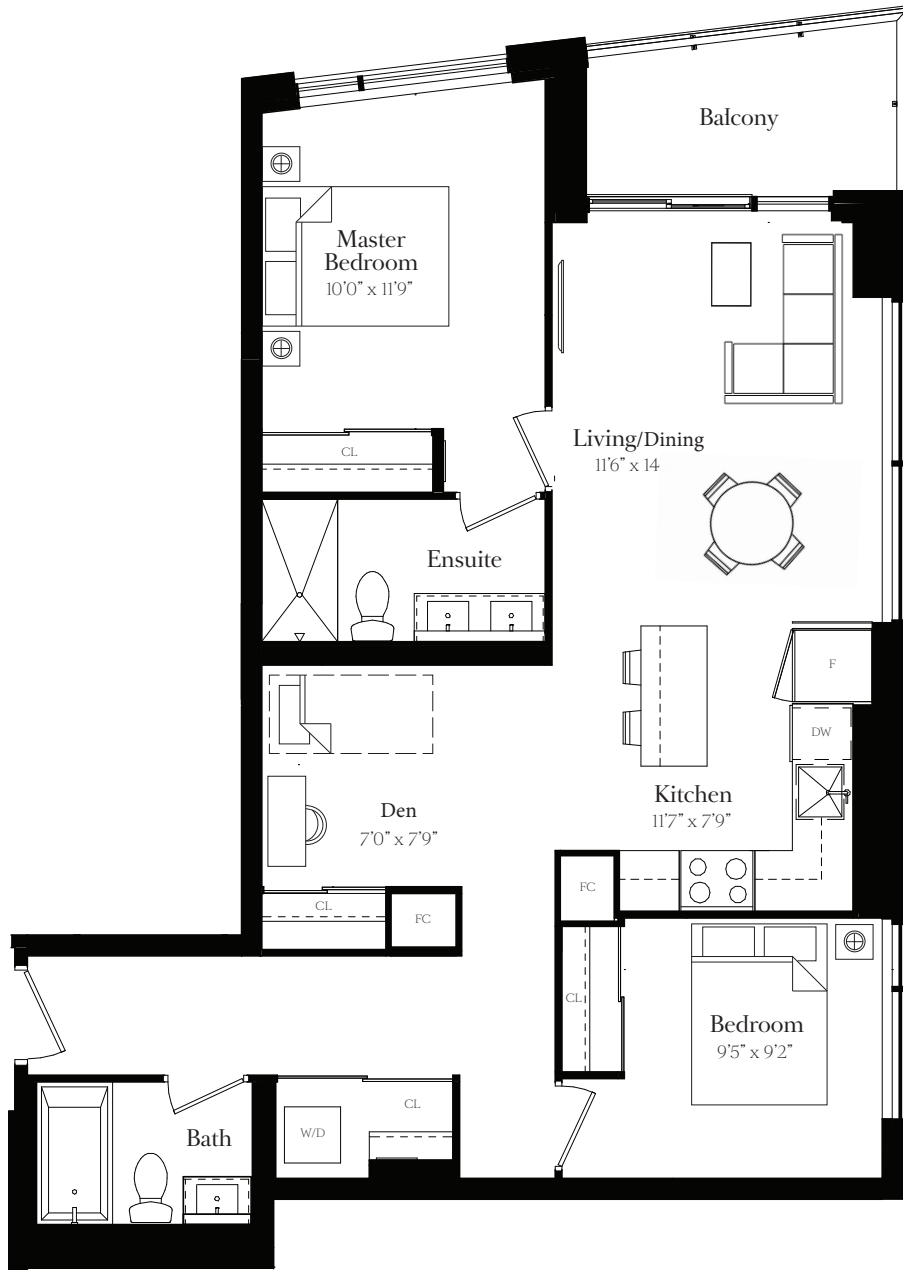 Balcony
Master
Bedroom
10'0" x 11'9"
CL
Living/Dining
11'6" x 14
Ensuite
F
DW
Kitchen
11'7" x 7'9"
Den
7'0" x 7'9"
CL
FC
FC
CL
Bedroom
9'5" x 9'2"
Bath
W/D
CL